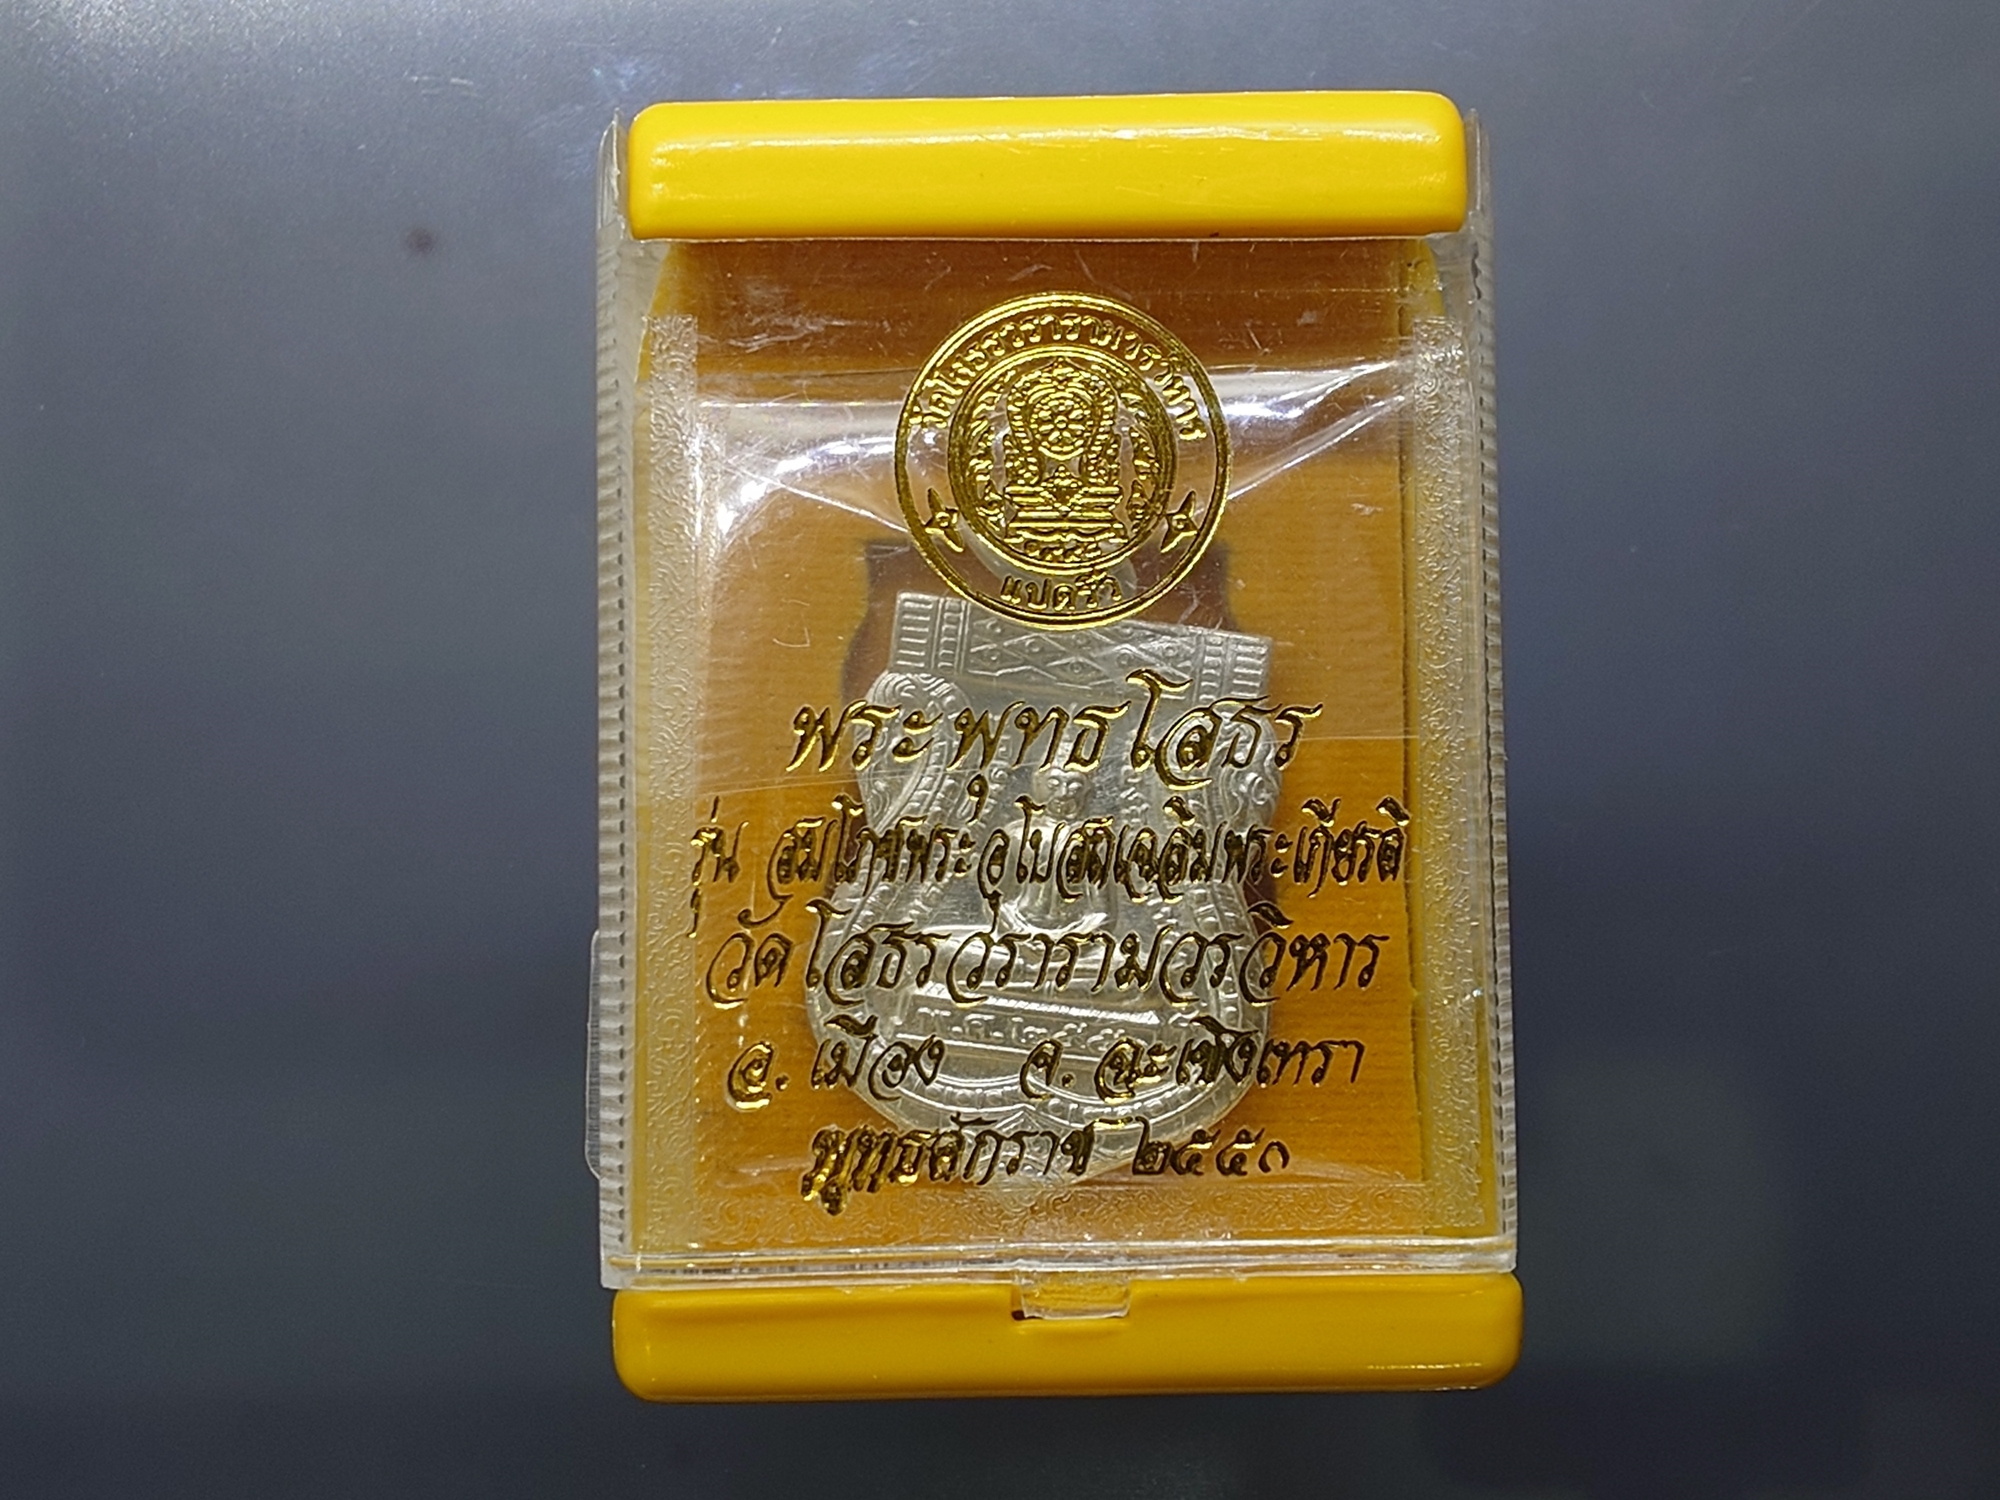 วัดโสธรวรารามวรวิหาร
แปดริ้ว
พระพุทธโสธร
รุ่น สมโภชพระอุโบสถเฉลิมพระเกียรติ
วัดโสธรวรารามวรวิหาร
อ. เมือง จ. ฉะเชิงเทรา
พุทธศักราช ๒๕๕๐